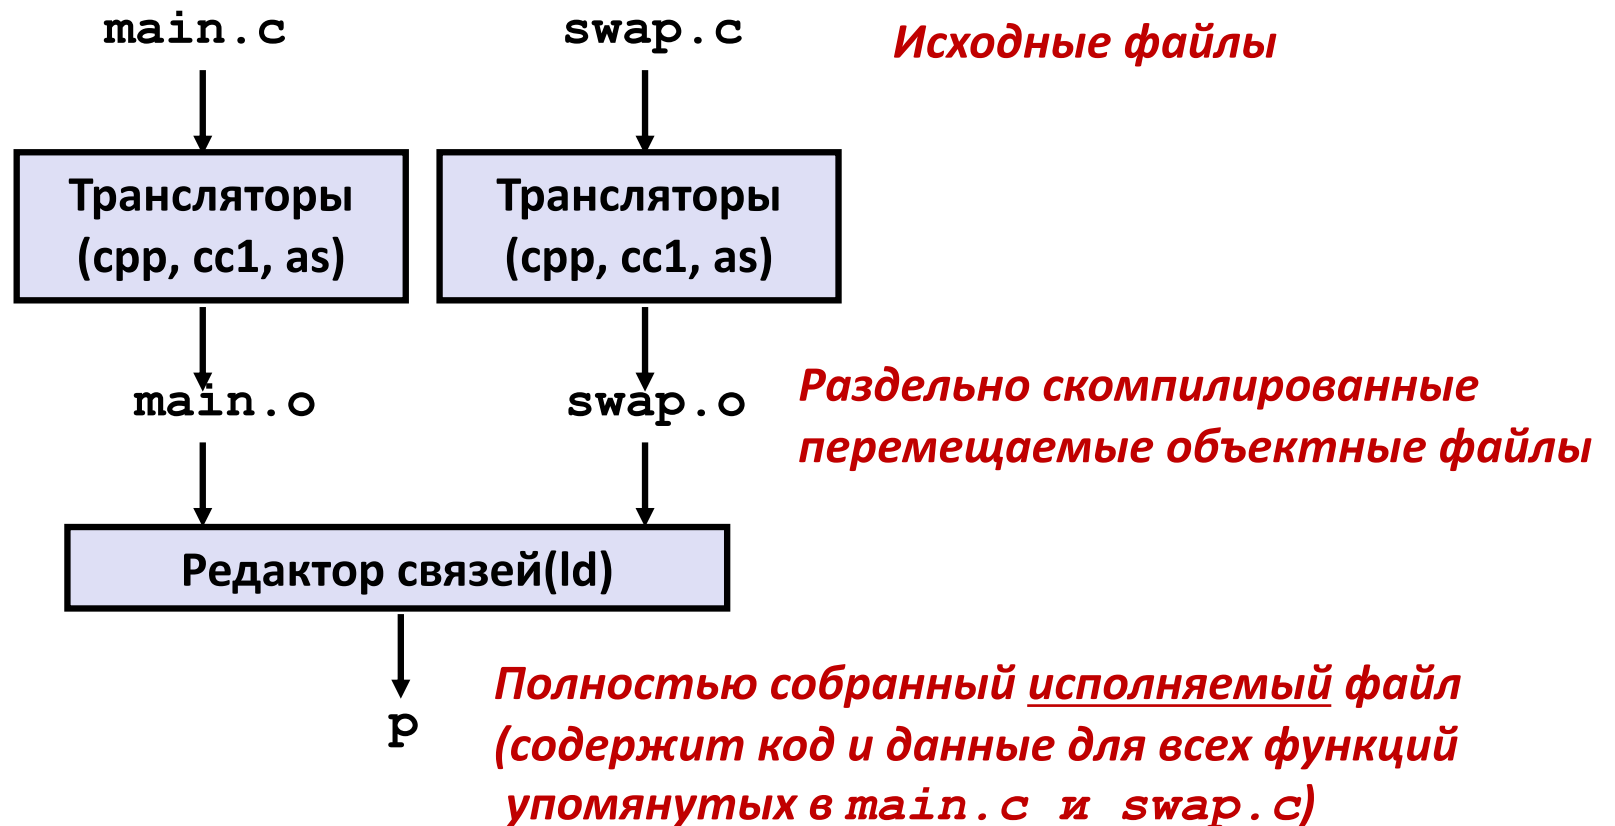 main.c
swap.c
Исходные файлы
Трансляторы
(cpp, cc1, as)
Трансляторы
(cpp, cc1, as)
main.o
swap.o
Раздельно скомпилированные
перемещаемые объектные файлы
Редактор связей(ld)
p
Полностью собранный исполняемый файл
(содержит код и данные для всех функций
упомянутых в main.c и swap.c)